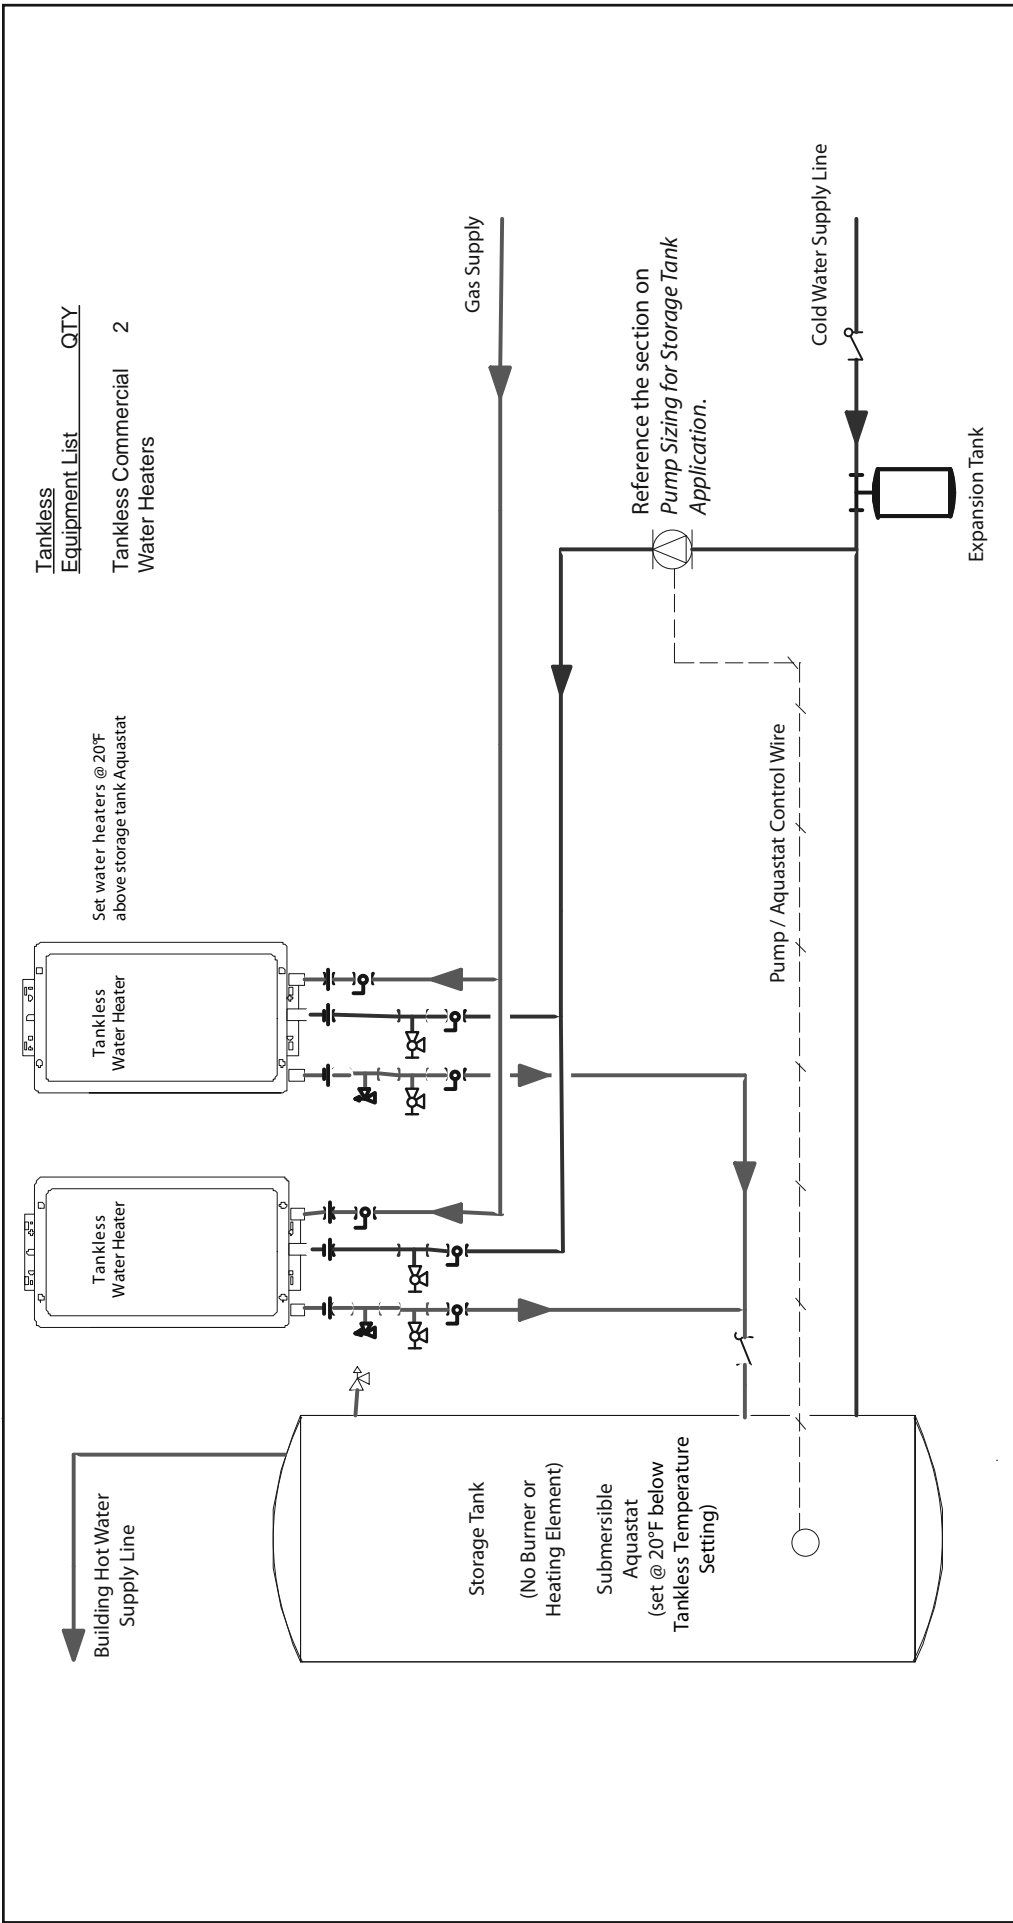 Tankless
Equipment List QTY
Tankless Commercial 2
Water Heaters
Set water heaters @ 20°F
above storage tank Aquastat
Tankless
Water Heater
Tankless
Water Heater
Building Hot Water
Supply Line
Gas Supply
Storage Tank
(No Burner or
Heating Element)
Submersible
Aquastat
(set @ 20°F below
Tankless Temperature
Setting)
Reference the section on
Pump Sizing for Storage Tank
Application.
Pump / Aquastat Control Wire
Cold Water Supply Line
Expansion Tank